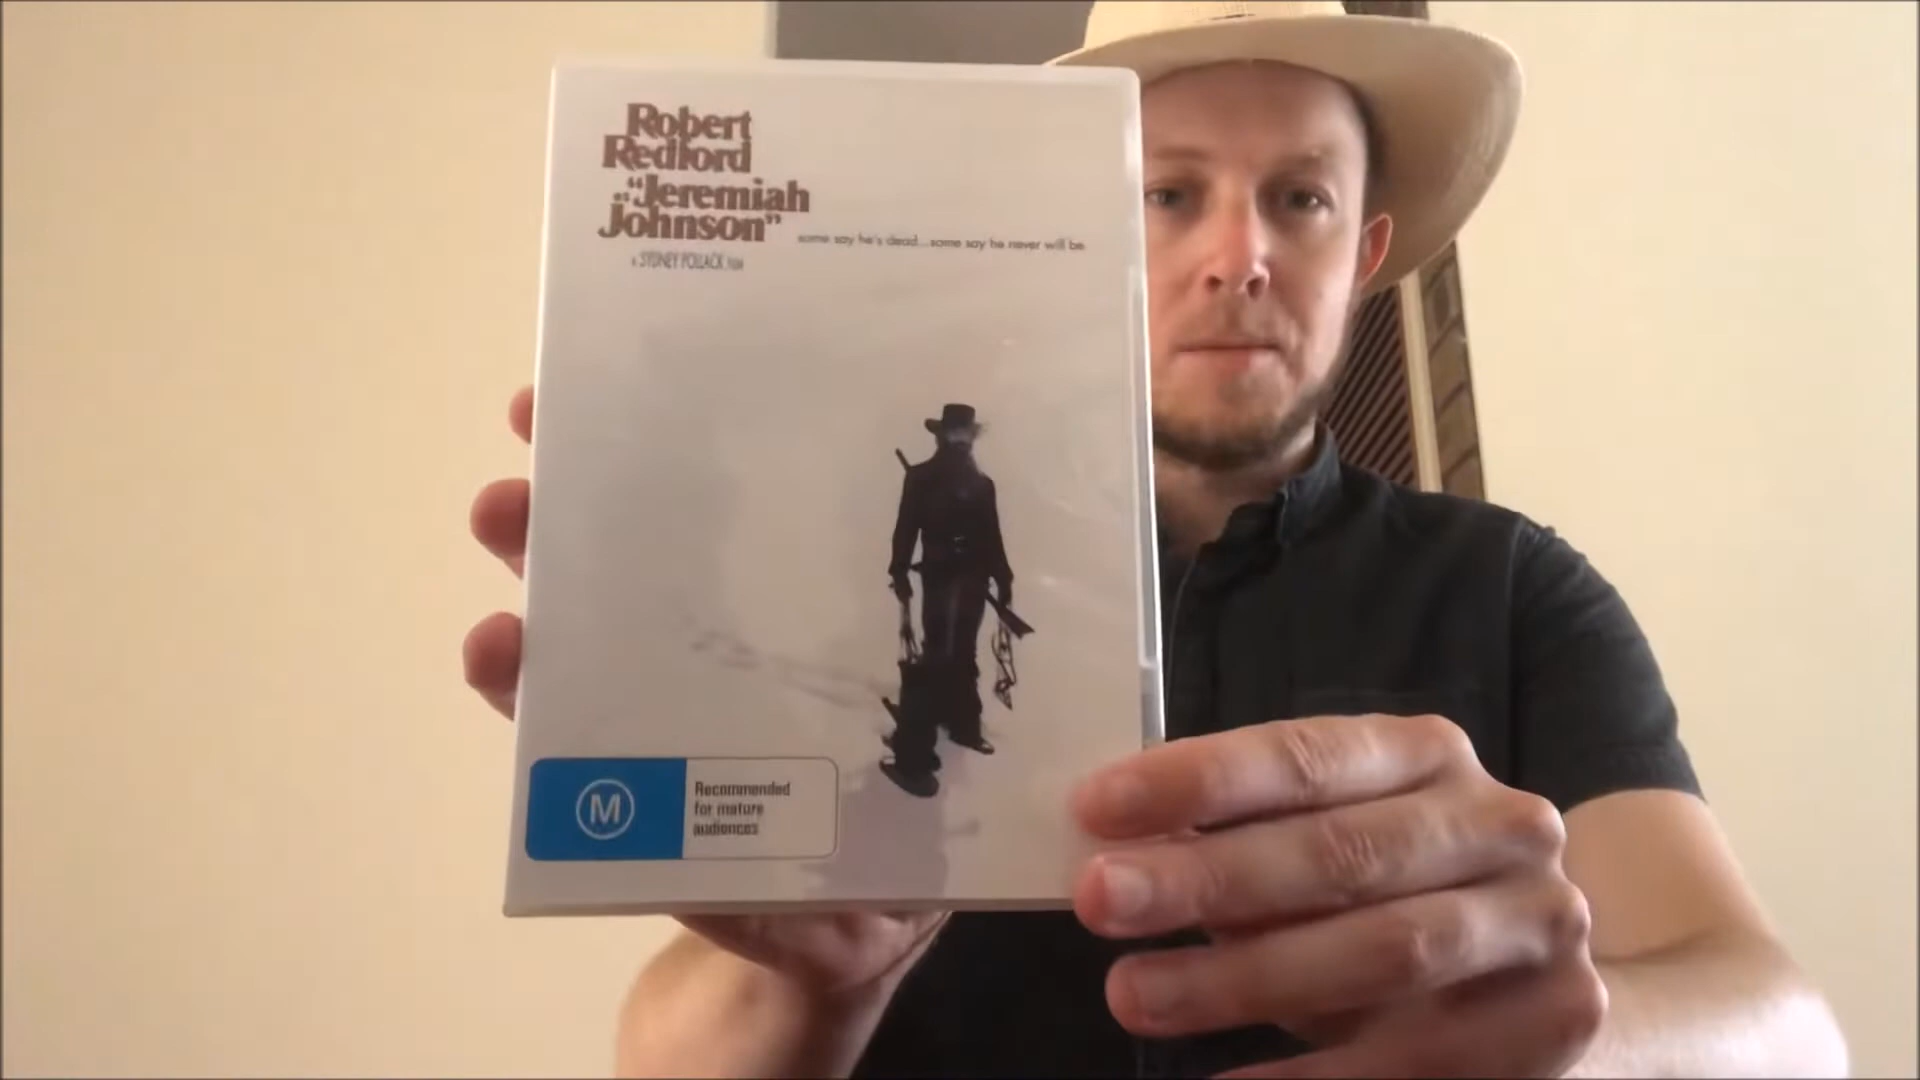 Robert
Redford
as "Jeremiah
Johnson"
some say he's dead...some say he never will be.
a SYDNEY POLLACK film
M
Recommended
for mature
audiences